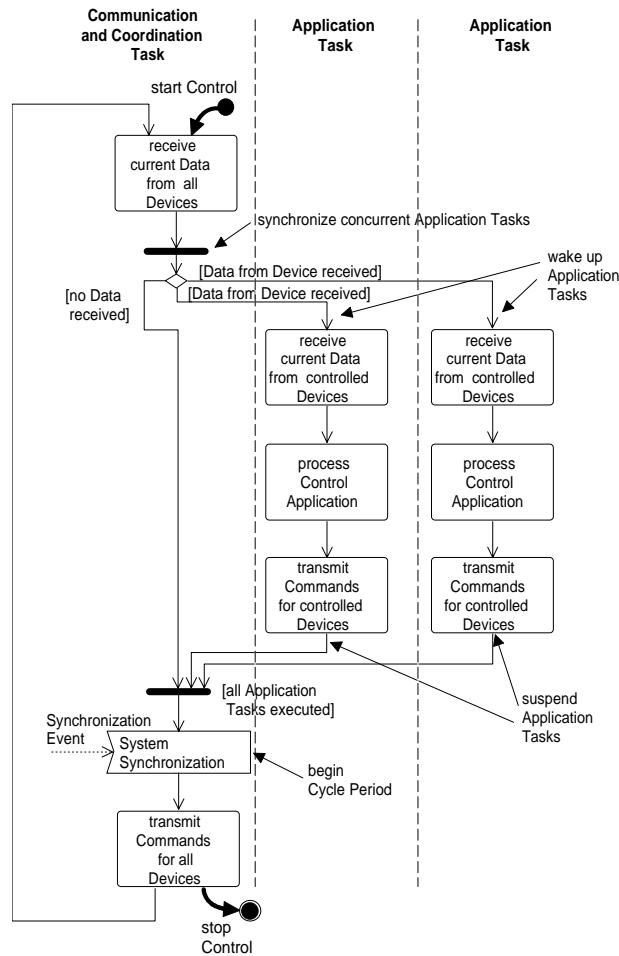 Communication
and Coordination
Task
Application
Task
Application
Task
start Control
receive
current Data
from all
Devices
synchronize concurrent Application Tasks
[Data from Device received]
[Data from Device received]
[no Data
received]
wake up
Application
Tasks
receive
current Data
from controlled
Devices
receive
current Data
from controlled
Devices
process
Control
Application
process
Control
Application
transmit
Commands
for controlled
Devices
transmit
Commands
for controlled
Devices
[all Application
Tasks executed]
suspend
Application
Tasks
Synchronization
Event
System
Synchronization
begin
Cycle Period
transmit
Commands
for all
Devices
stop
Control